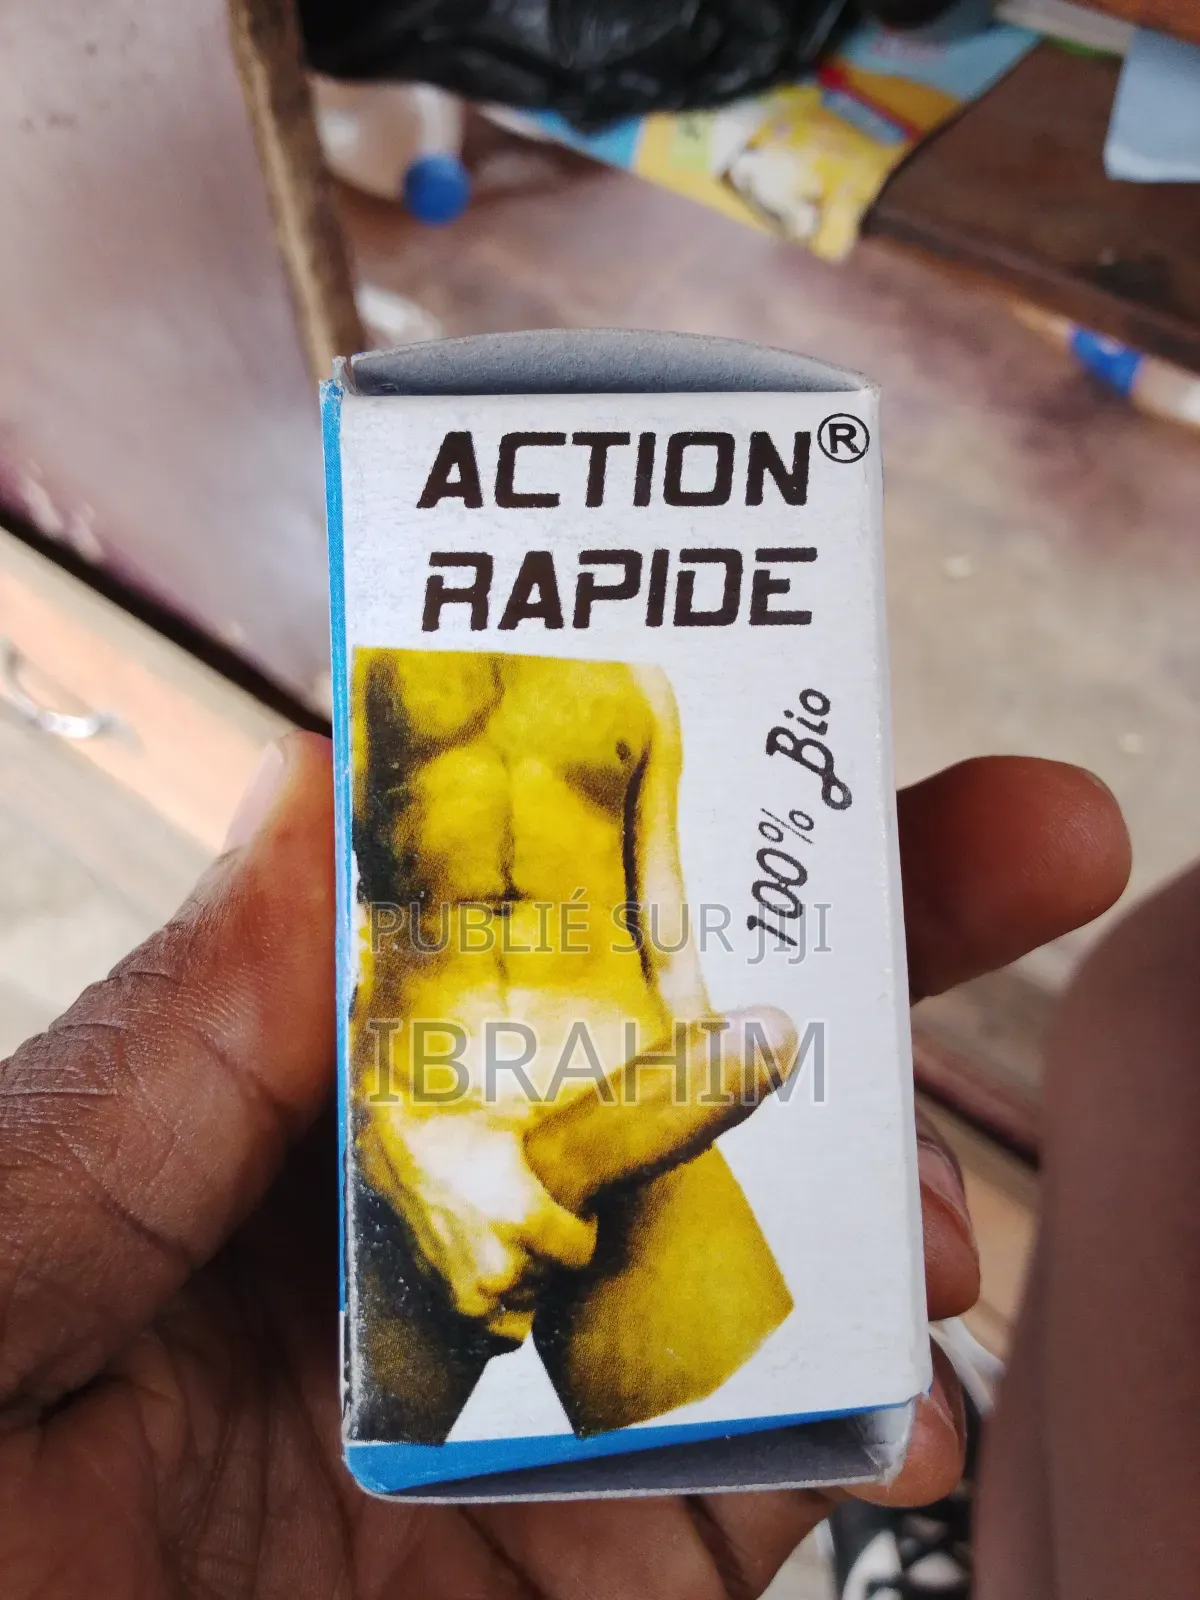 ACTION®
RAPIDE
100% Bio
PUBLIÉ SUR JIJI
IBRAHIM